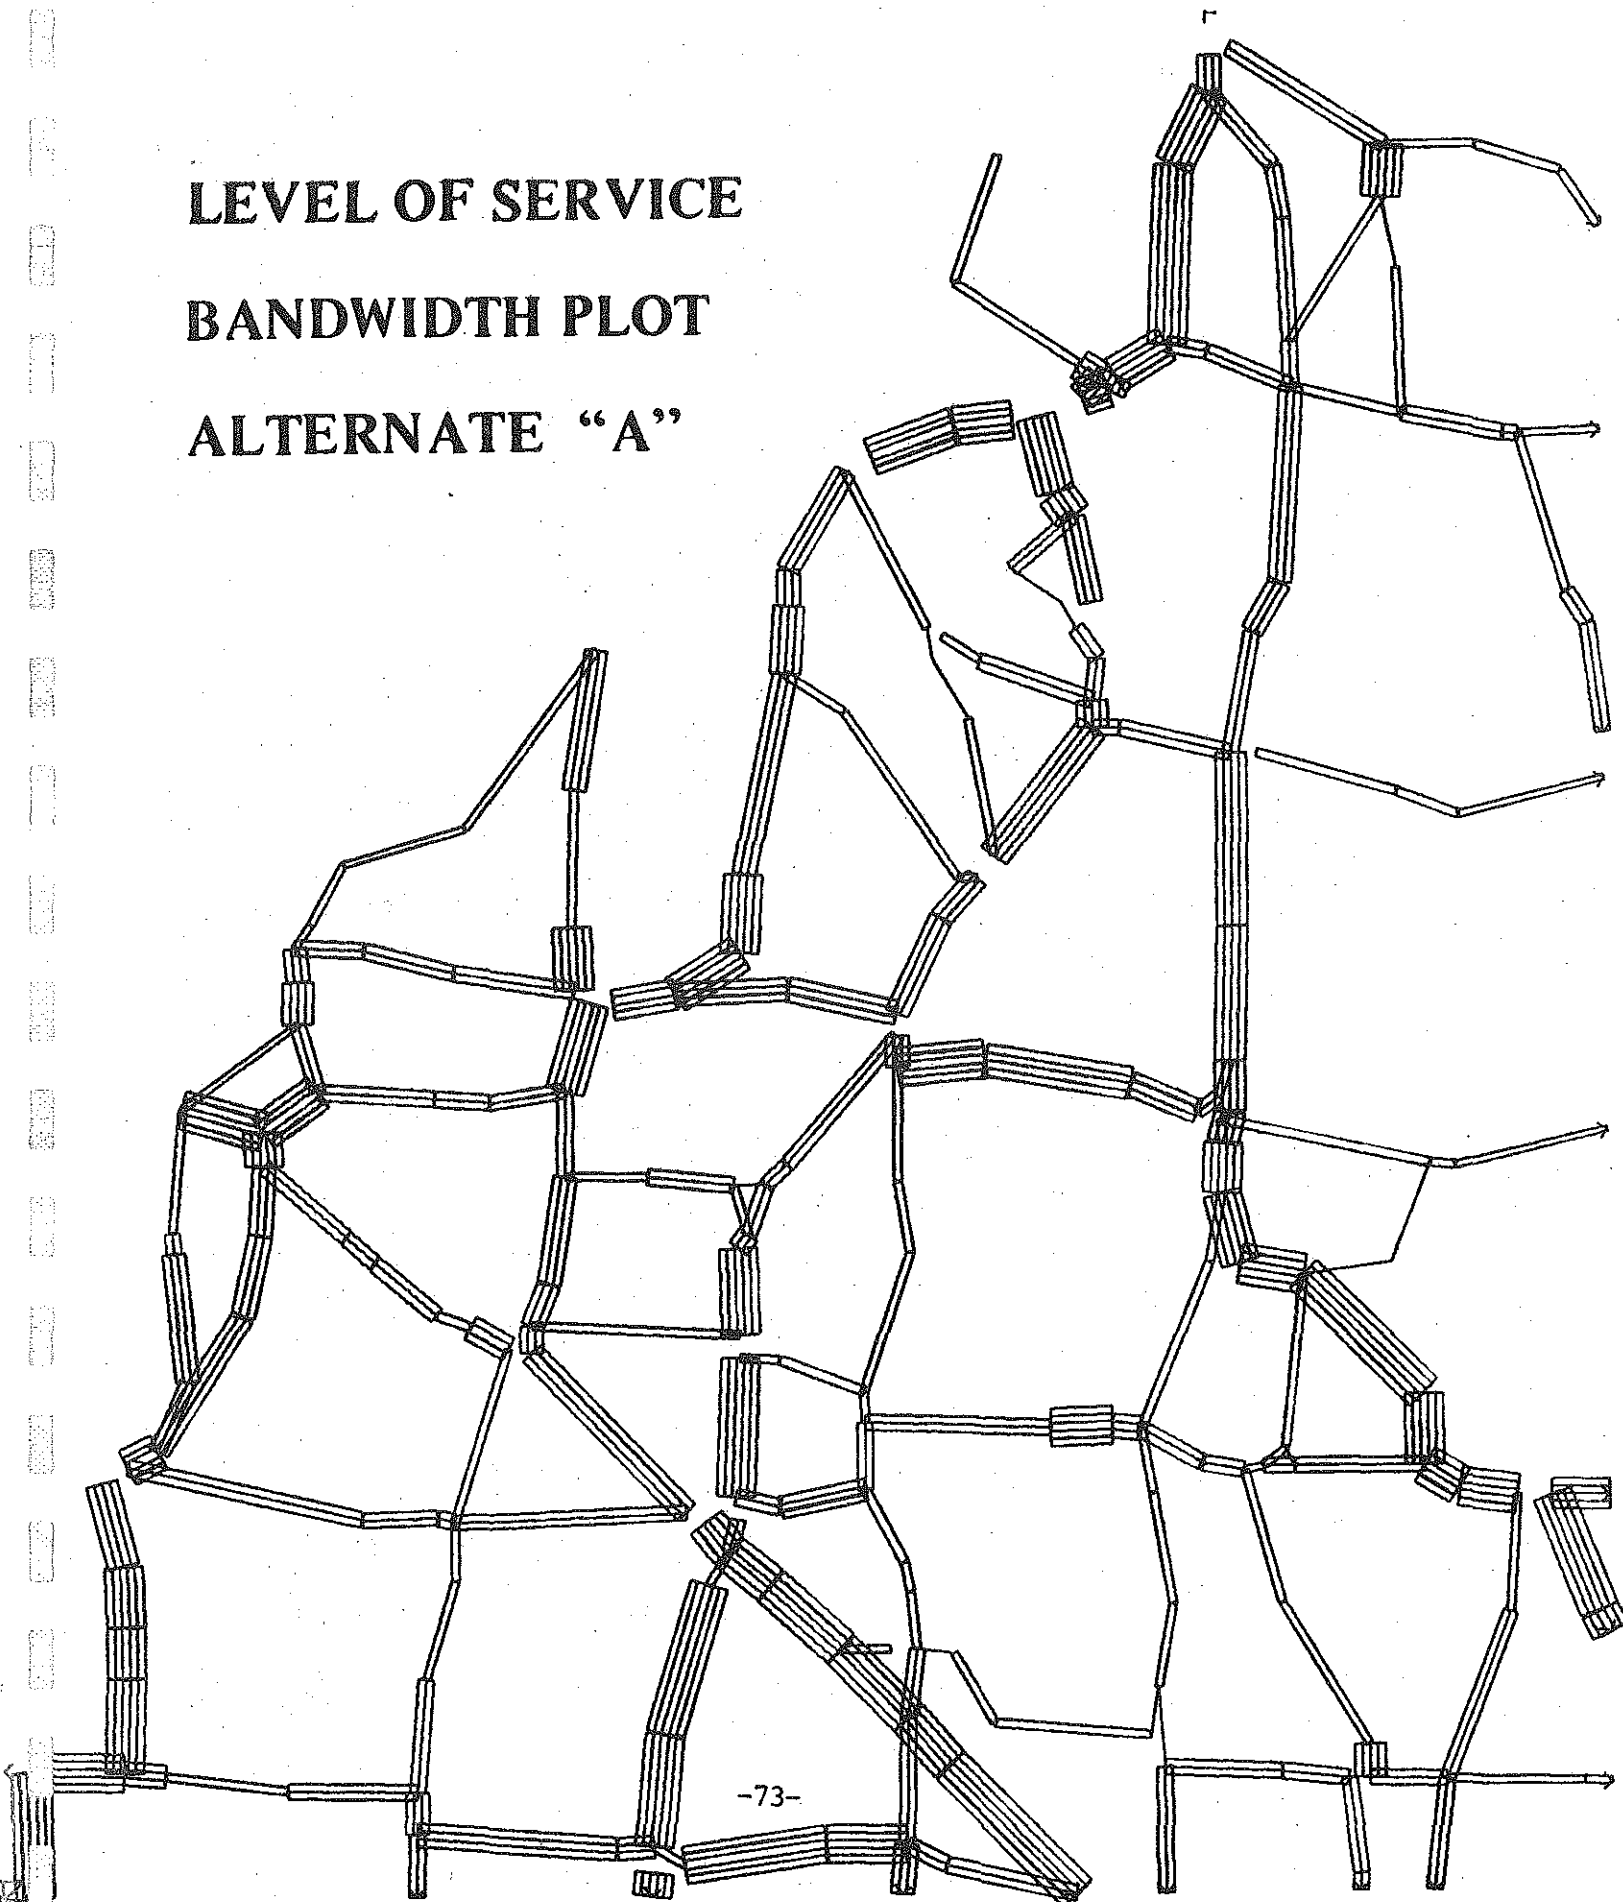 LEVEL OF SERVICE
BANDWIDTH PLOT
ALTERNATE “A”
-73-